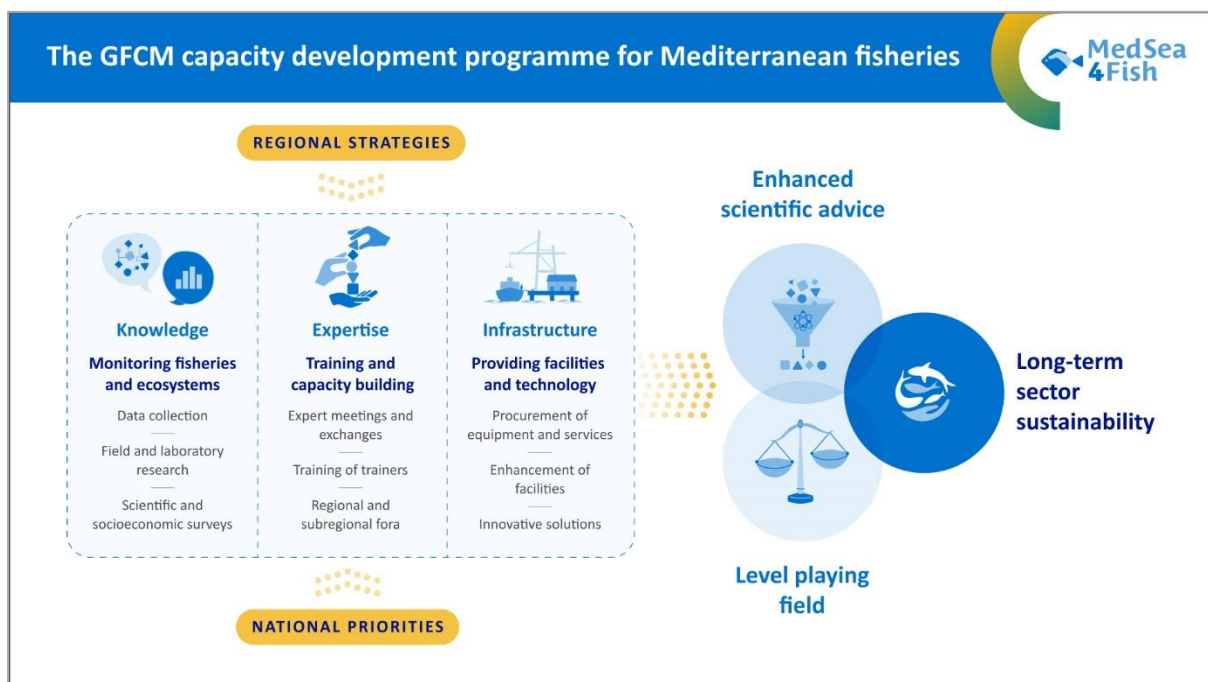 The GFCM capacity development programme for Mediterranean fisheries
MedSea
4Fish
REGIONAL STRATEGIES
Knowledge
Monitoring fisheries
and ecosystems
Data collection
Field and laboratory
research
Scientific and
socioeconomic surveys
Expertise
Training and
capacity building
Expert meetings and
exchanges
Training of trainers
Regional and
subregional fora
Infrastructure
Providing facilities
and technology
Procurement of
equipment and services
Enhancement of
facilities
Innovative solutions
NATIONAL PRIORITIES
Enhanced
scientific advice
Level playing
field
Long-term
sector
sustainability